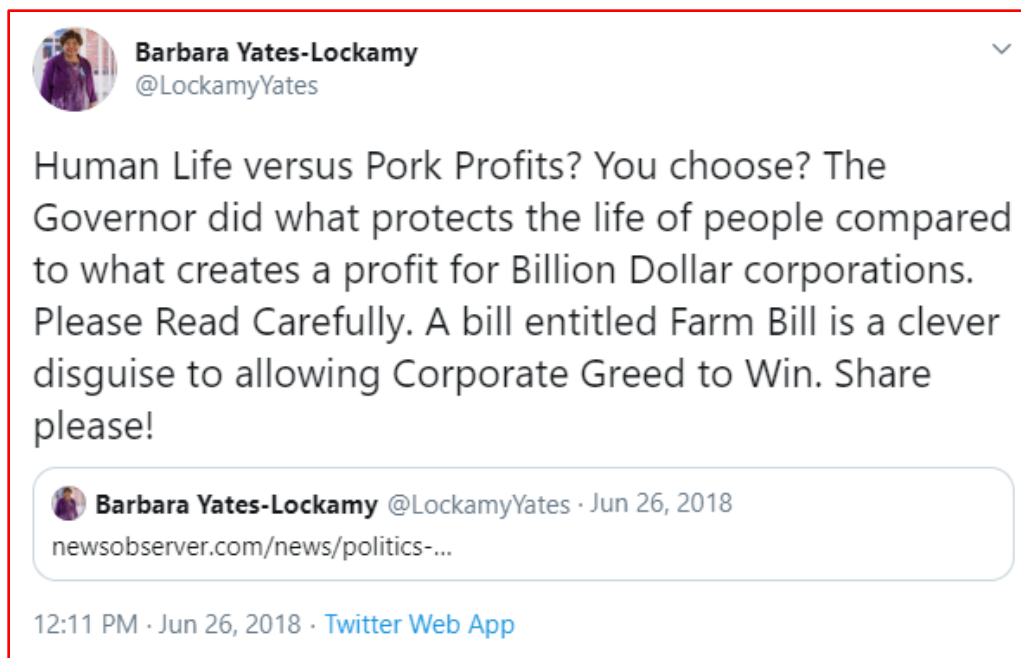 Barbara Yates-Lockamy
@LockamyYates
Human Life versus Pork Profits? You choose? The
Governor did what protects the life of people compared
to what creates a profit for Billion Dollar corporations.
Please Read Carefully. A bill entitled Farm Bill is a clever
disguise to allowing Corporate Greed to Win. Share
please!
Barbara Yates-Lockamy @LockamyYates · Jun 26, 2018
newsobserver.com/news/politics-...
12:11 PM · Jun 26, 2018 · Twitter Web App